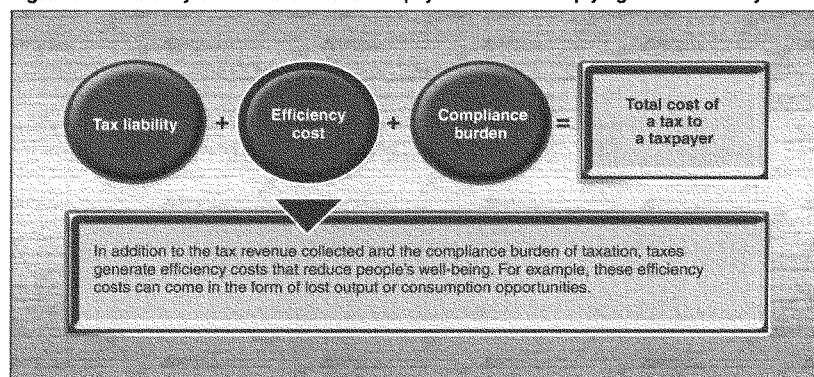 Tax liability
+
Efficiency
cost
+
Compliance
burden
=
Total cost of
a tax to
a taxpayer
In addition to the tax revenue collected and the compliance burden of taxation, taxes
generate efficiency costs that reduce people's well-being. For example, these efficiency
costs can come in the form of lost output or consumption opportunities.